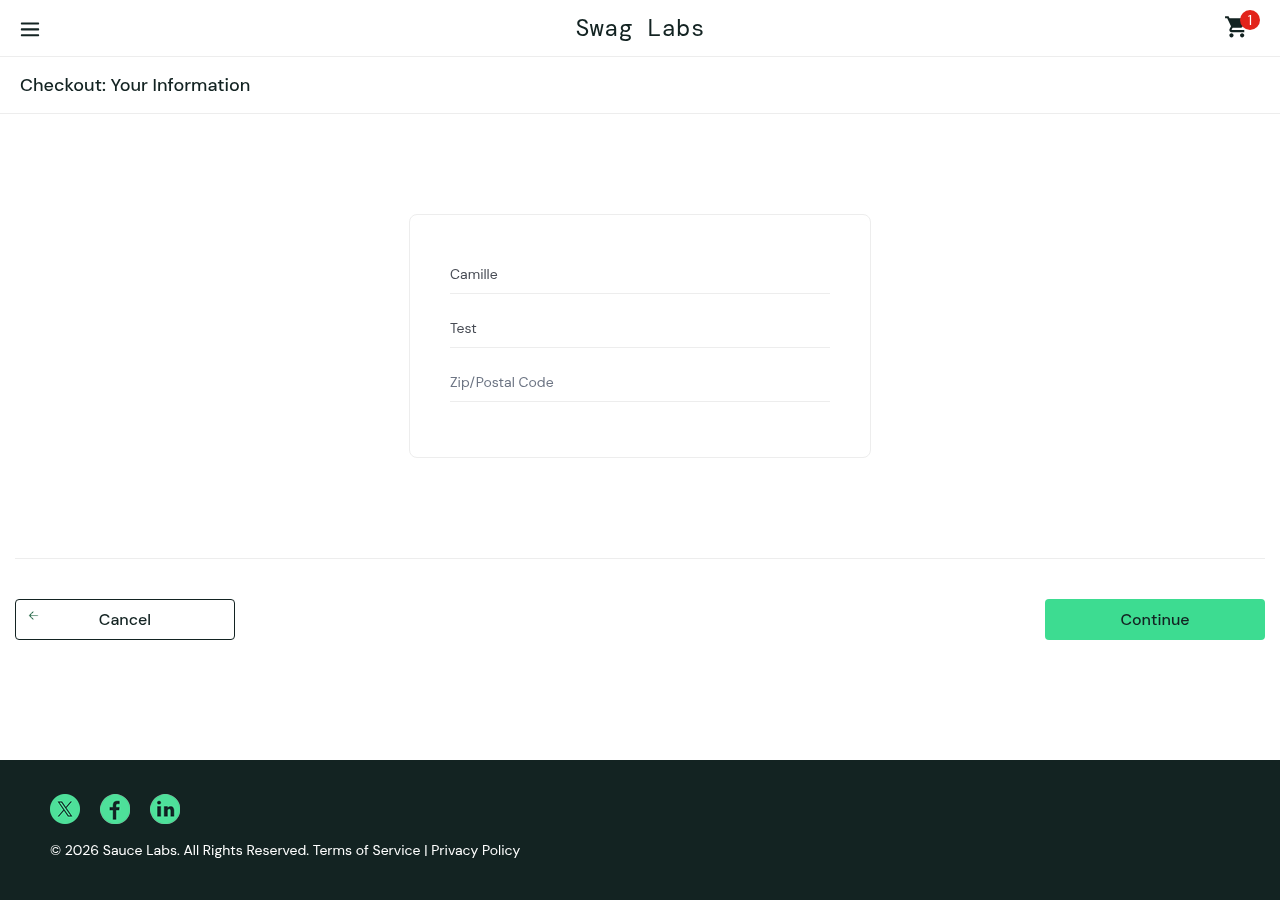 Swag Labs
1
Checkout: Your Information
Camille
Test
Zip/Postal Code
Cancel
Continue
© 2026 Sauce Labs. All Rights Reserved. Terms of Service | Privacy Policy